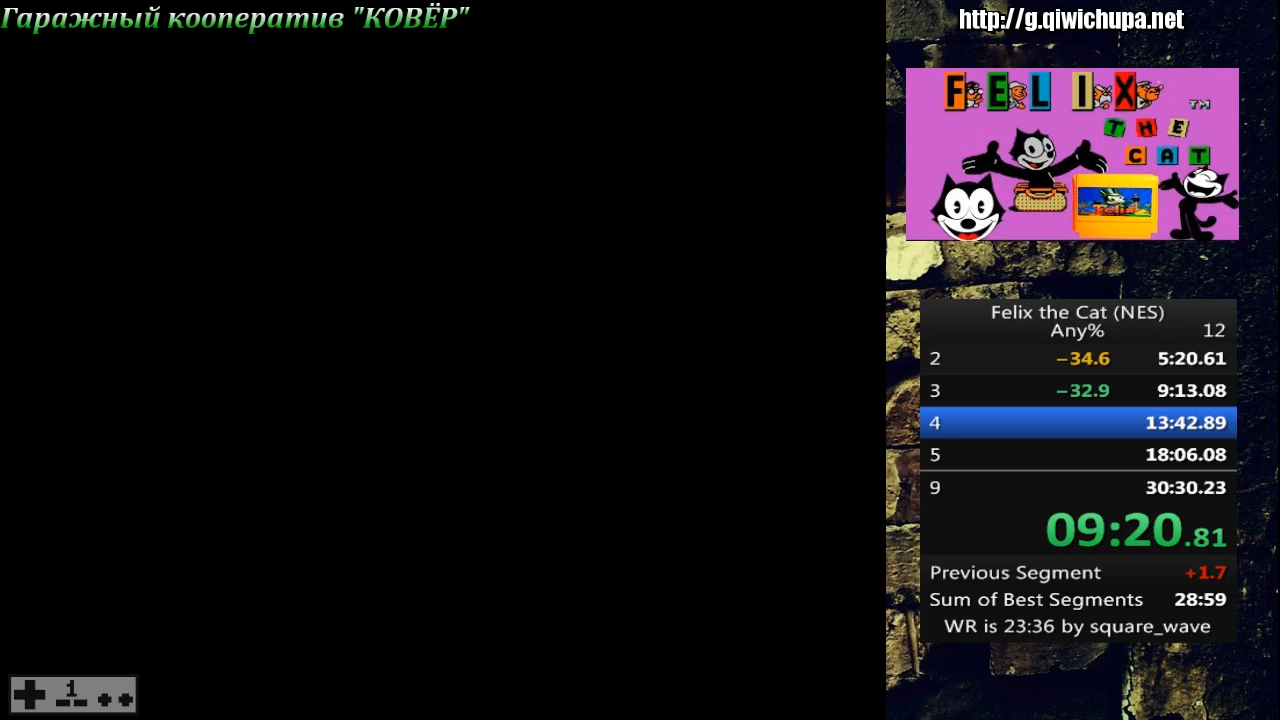 Гаражный кооператив "КОВЁР"
http://g.qiwichupa.net
FELIX TM
THE
CAT
Felix
Felix the Cat (NES)
Any% 12
2 -34.6 5:20.61
3 -32.9 9:13.08
4 13:42.89
5 18:06.08
9 30:30.23
09:20.81
Previous Segment +1.7
Sum of Best Segments 28:59
WR is 23:36 by square_wave
1